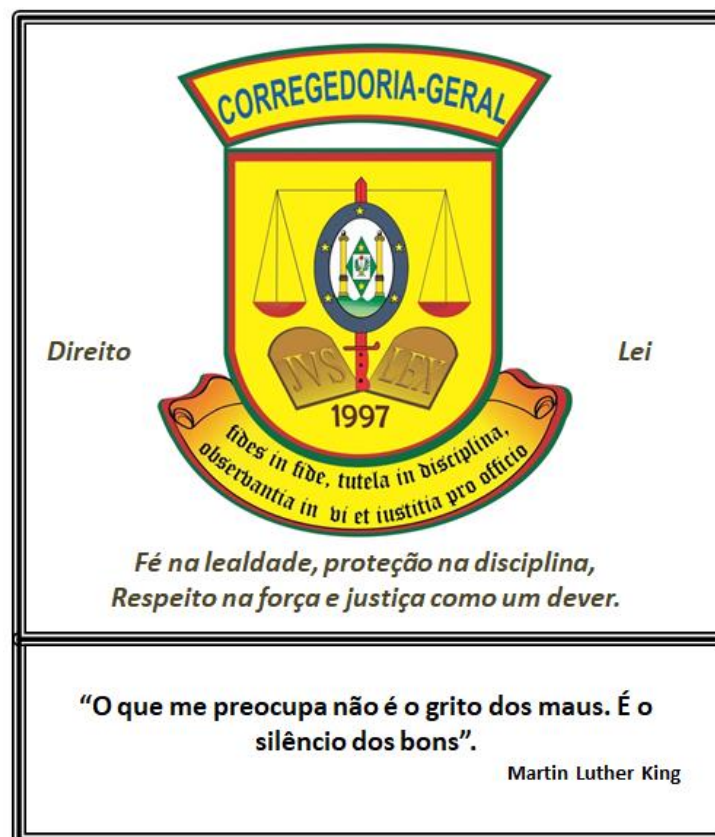 CORREGEDORIA-GERAL
Direito
Lei
JVS
LEX
1997
fides in fide, tutela in disciplina,
observantia in vi et iustitia pro officio
Fé na lealdade, proteção na disciplina,
Respeito na força e justiça como um dever.
“O que me preocupa não é o grito dos maus. É o
silêncio dos bons”.
Martin Luther King